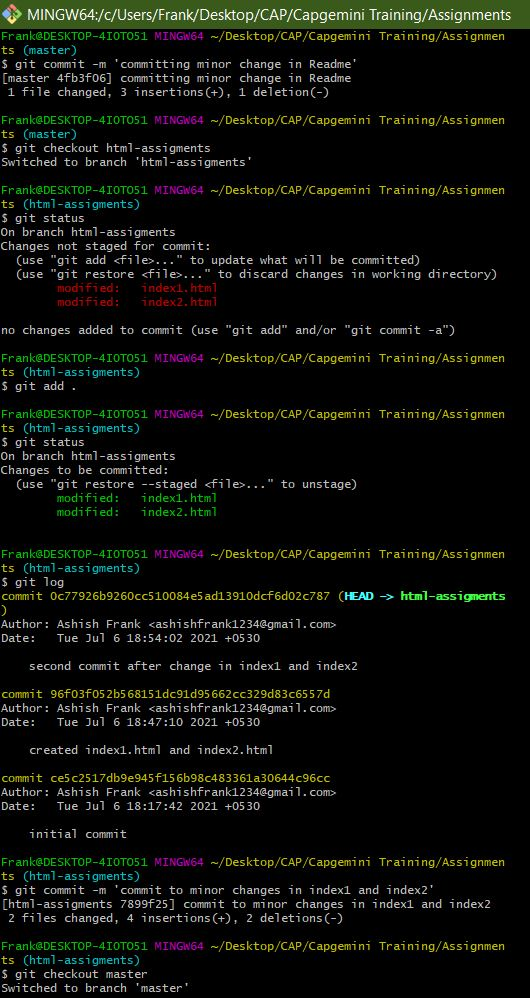 MINGW64:/c/Users/Frank/Desktop/CAP/Capgemini Training/Assignments
Frank@DESKTOP-4IOTO51 MINGW64 ~/Desktop/CAP/Capgemini Training/Assignmen
ts (master)
$ git commit -m 'committing minor change in Readme'
[master 4fb3f06] committing minor change in Readme
 1 file changed, 3 insertions(+), 1 deletion(-)
Frank@DESKTOP-4IOTO51 MINGW64 ~/Desktop/CAP/Capgemini Training/Assignmen
ts (master)
$ git checkout html-assigments
Switched to branch 'html-assigments'
Frank@DESKTOP-4IOTO51 MINGW64 ~/Desktop/CAP/Capgemini Training/Assignmen
ts (html-assigments)
$ git status
On branch html-assigments
Changes not staged for commit:
  (use "git add <file>..." to update what will be committed)
  (use "git restore <file>..." to discard changes in working directory)
        modified:   index1.html
        modified:   index2.html
no changes added to commit (use "git add" and/or "git commit -a")
Frank@DESKTOP-4IOTO51 MINGW64 ~/Desktop/CAP/Capgemini Training/Assignmen
ts (html-assigments)
$ git add .
Frank@DESKTOP-4IOTO51 MINGW64 ~/Desktop/CAP/Capgemini Training/Assignmen
ts (html-assigments)
$ git status
On branch html-assigments
Changes to be committed:
  (use "git restore --staged <file>..." to unstage)
        modified:   index1.html
        modified:   index2.html
Frank@DESKTOP-4IOTO51 MINGW64 ~/Desktop/CAP/Capgemini Training/Assignmen
ts (html-assigments)
$ git log
commit 0c77926b9260cc510084e5ad13910dcf6d02c787 (HEAD -> html-assigments
)
Author: Ashish Frank <ashishfrank1234@gmail.com>
Date:   Tue Jul 6 18:54:02 2021 +0530
    second commit after change in index1 and index2
commit 96f03f052b568151dc91d95662cc329d83c6557d
Author: Ashish Frank <ashishfrank1234@gmail.com>
Date:   Tue Jul 6 18:47:10 2021 +0530
    created index1.html and index2.html
commit ce5c2517db9e945f156b98c483361a30644c96cc
Author: Ashish Frank <ashishfrank1234@gmail.com>
Date:   Tue Jul 6 18:17:42 2021 +0530
    initial commit
Frank@DESKTOP-4IOTO51 MINGW64 ~/Desktop/CAP/Capgemini Training/Assignmen
ts (html-assigments)
$ git commit -m 'commit to minor changes in index1 and index2'
[html-assigments 7899f25] commit to minor changes in index1 and index2
 2 files changed, 4 insertions(+), 2 deletions(-)
Frank@DESKTOP-4IOTO51 MINGW64 ~/Desktop/CAP/Capgemini Training/Assignmen
ts (html-assigments)
$ git checkout master
Switched to branch 'master'